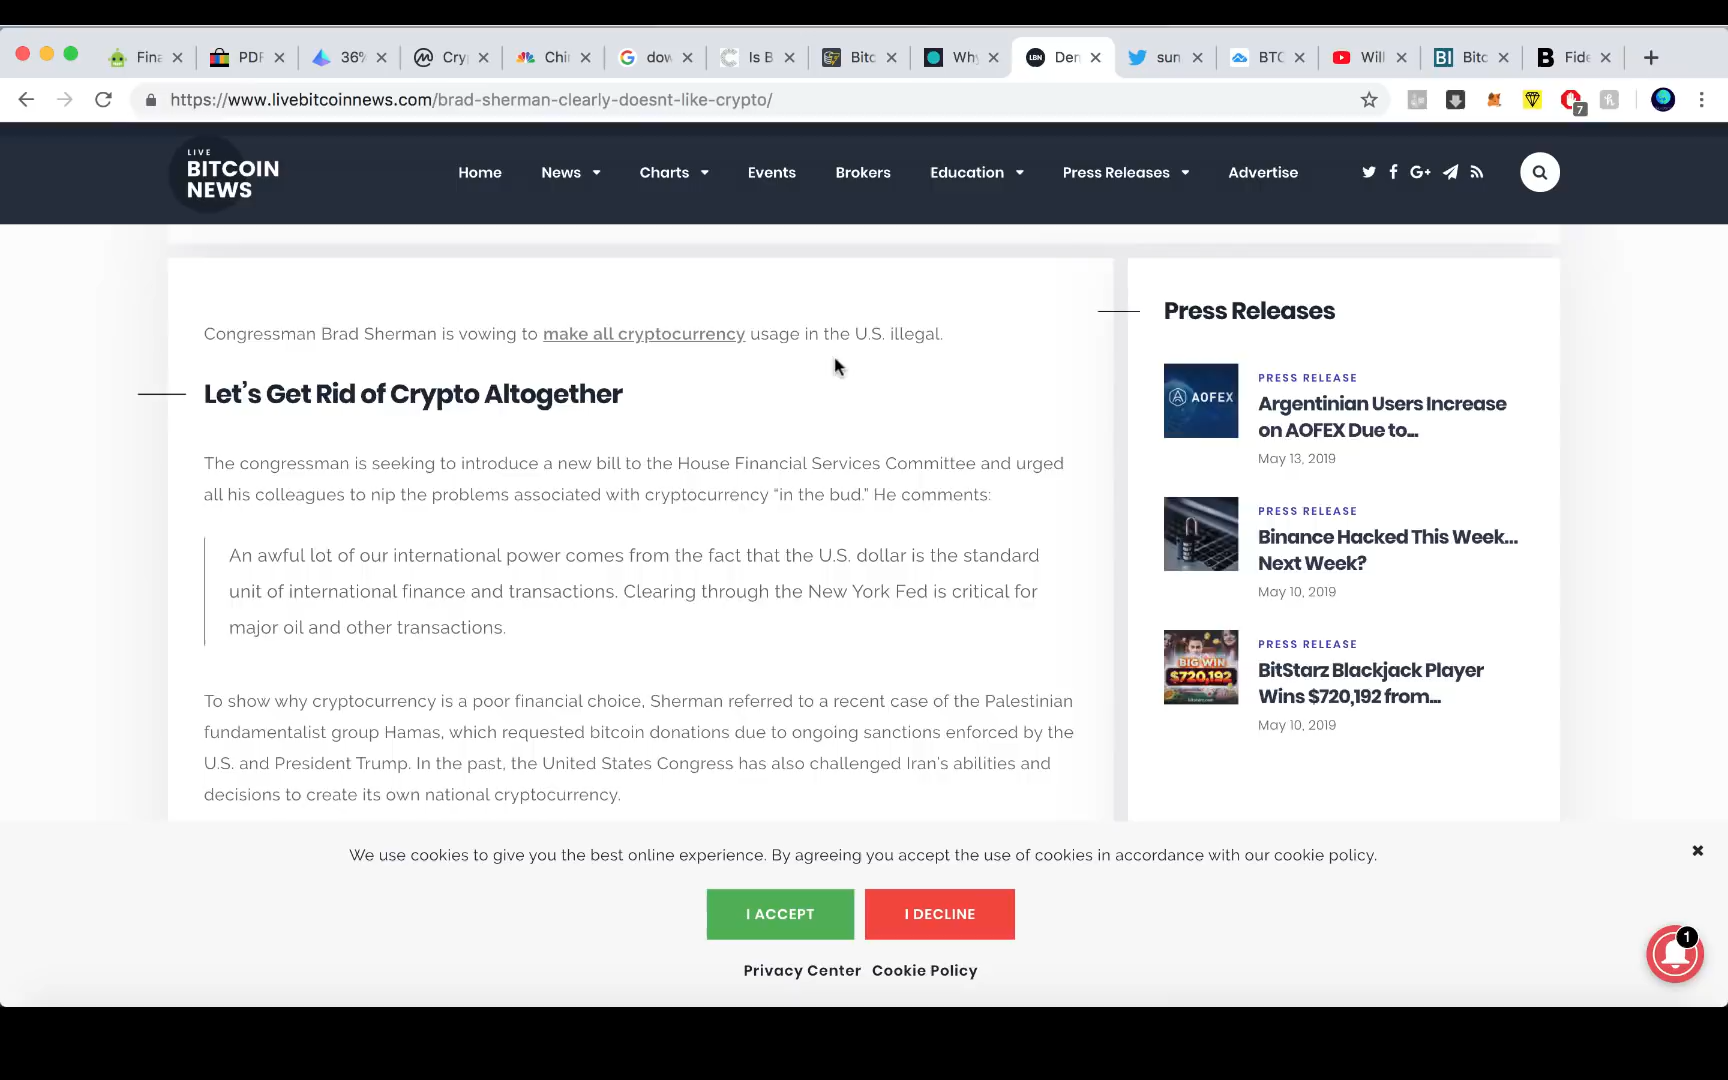 Fina
PDF
36%
Cry
Chi
dow
Is B
Bitc
Why
LBN
Den
sun
BTC
Will
BI
Bitc
B
Fide
https://www.livebitcoinnews.com/brad-sherman-clearly-doesnt-like-crypto/
7
LIVE
BITCOIN
NEWS
Home
News
Charts
Events
Brokers
Education
Press Releases
Advertise
Congressman Brad Sherman is vowing to make all cryptocurrency usage in the U.S. illegal.
Let's Get Rid of Crypto Altogether
The congressman is seeking to introduce a new bill to the House Financial Services Committee and urged
all his colleagues to nip the problems associated with cryptocurrency “in the bud.” He comments:
An awful lot of our international power comes from the fact that the U.S. dollar is the standard
unit of international finance and transactions. Clearing through the New York Fed is critical for
major oil and other transactions.
To show why cryptocurrency is a poor financial choice, Sherman referred to a recent case of the Palestinian
fundamentalist group Hamas, which requested bitcoin donations due to ongoing sanctions enforced by the
U.S. and President Trump. In the past, the United States Congress has also challenged Iran's abilities and
decisions to create its own national cryptocurrency.
Press Releases
AOFEX
PRESS RELEASE
Argentinian Users Increase
on AOFEX Due to...
May 13, 2019
PRESS RELEASE
Binance Hacked This Week...
Next Week?
May 10, 2019
BIG WIN
$720,192
PRESS RELEASE
BitStarz Blackjack Player
Wins $720,192 from...
May 10, 2019
We use cookies to give you the best online experience. By agreeing you accept the use of cookies in accordance with our cookie policy.
I ACCEPT
I DECLINE
Privacy Center
Cookie Policy
1